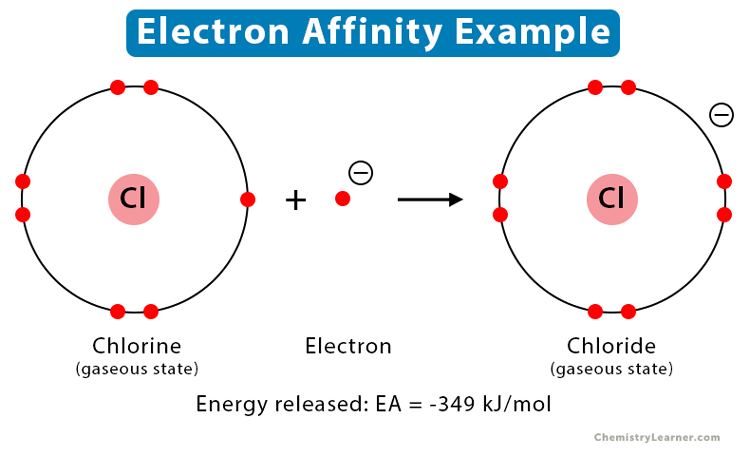 Electron Affinity Example
Cl + ⊖ → Cl ⊖
Chlorine Electron Chloride
(gaseous state) (gaseous state)
Energy released: EA = -349 kJ/mol
ChemistryLearner.com